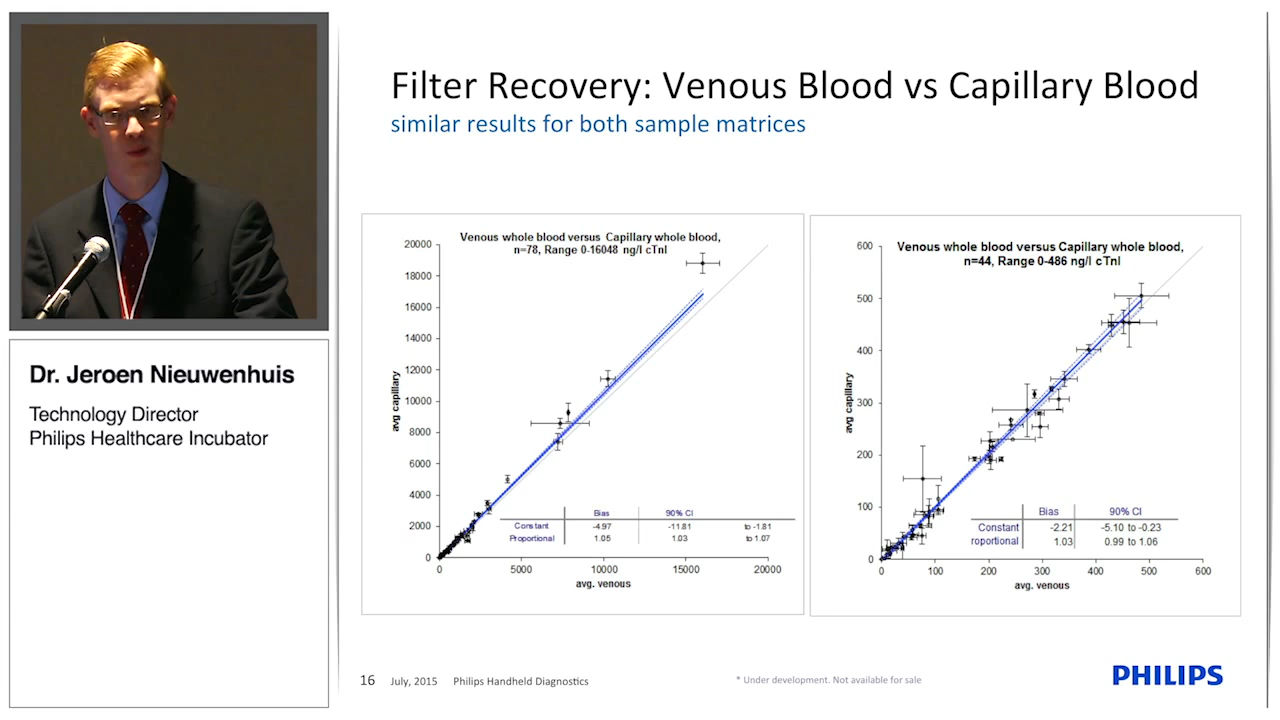 Filter Recovery: Venous Blood vs Capillary Blood
similar results for both sample matrices
Dr. Jeroen Nieuwenhuis
Technology Director
Philips Healthcare Incubator
Venous whole blood versus Capillary whole blood,
n=78, Range 0-16048 ng/l cTnI
avg capillary
20000
18000
16000
14000
12000
10000
8000
6000
4000
2000
0
Bias 90% CI
Constant -4.97 -11.81 to -1.81
Proportional 1.05 1.03 to 1.07
0 5000 10000 15000 20000
avg. venous
Venous whole blood versus Capillary whole blood,
n=44, Range 0-486 ng/l cTnI
avg capillary
600
500
400
300
200
100
0
Bias 90% CI
Constant -2.21 -5.10 to -0.23
roportional 1.03 0.99 to 1.06
0 100 200 300 400 500 600
avg. venous
16 July, 2015 Philips Handheld Diagnostics
* Under development. Not available for sale
PHILIPS